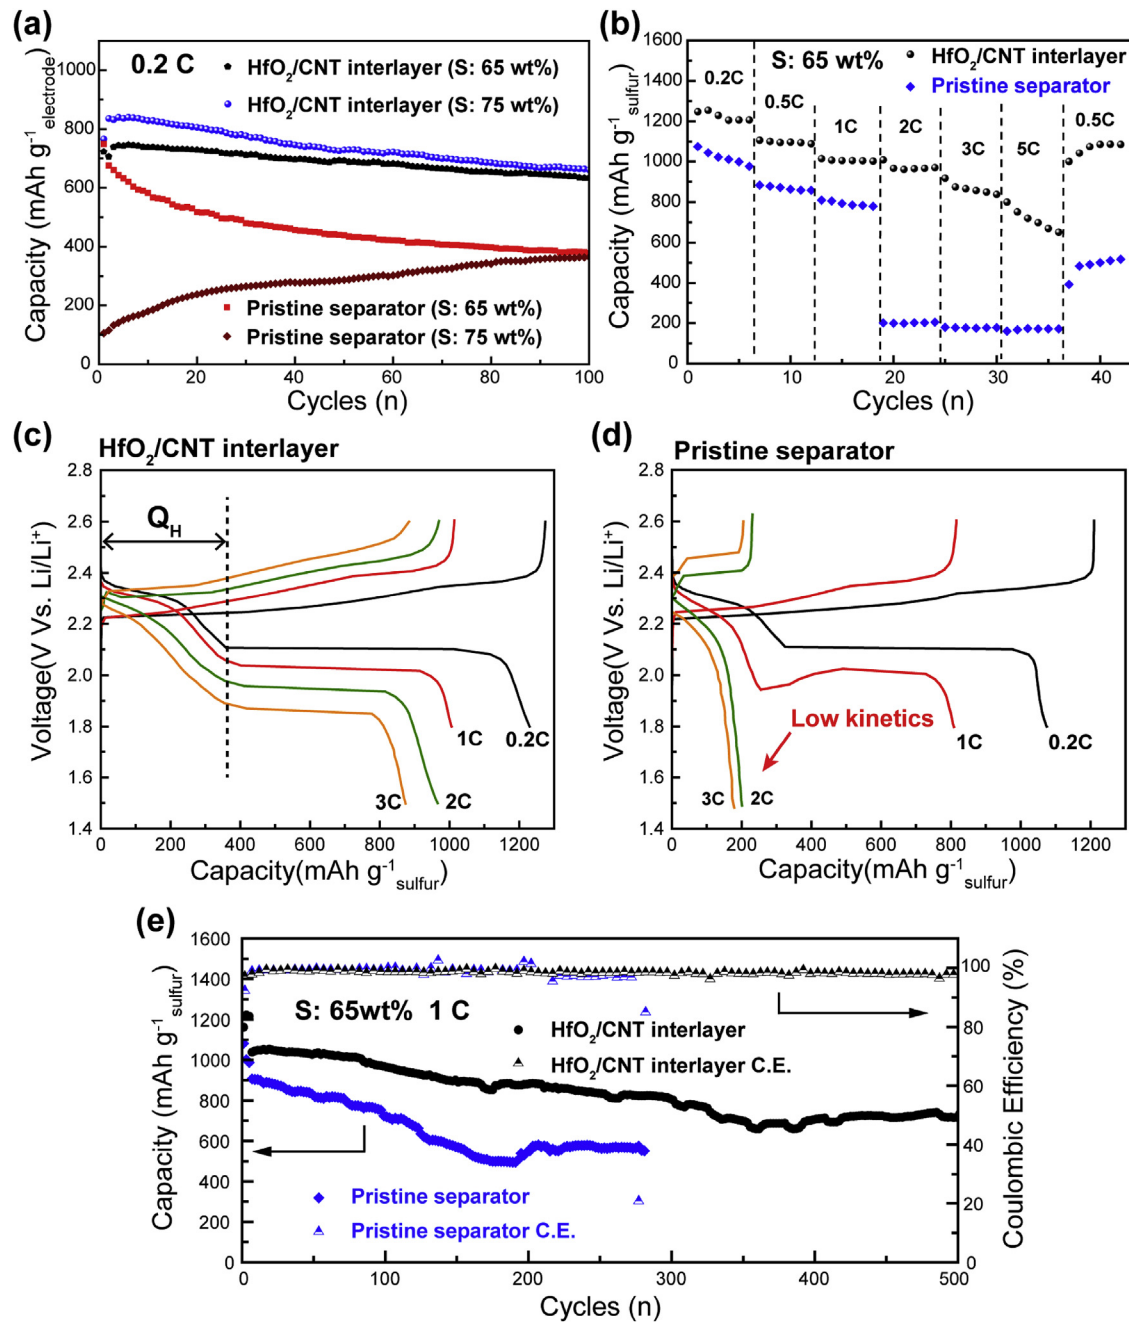 (a)
0.2 C
HfO₂/CNT interlayer (S: 65 wt%)
HfO₂/CNT interlayer (S: 75 wt%)
Pristine separator (S: 65 wt%)
Pristine separator (S: 75 wt%)
Capacity (mAh g⁻¹electrode)
1000
800
600
400
200
0
0 20 40 60 80 100
Cycles (n)
(b)
S: 65 wt%
HfO₂/CNT interlayer
Pristine separator
0.2C
0.5C
1C
2C
3C
5C
0.5C
Capacity (mAh g⁻¹sulfur)
1600
1400
1200
1000
800
600
400
200
0
0 10 20 30 40
Cycles (n)
(c)
HfO₂/CNT interlayer
Q_H
Voltage(V Vs. Li/Li⁺)
2.8
2.6
2.4
2.2
2.0
1.8
1.6
1.4
1C
0.2C
3C
2C
0 200 400 600 800 1000 1200
Capacity(mAh g⁻¹sulfur)
(d)
Pristine separator
Voltage(V Vs. Li/Li⁺)
2.8
2.6
2.4
2.2
2.0
1.8
1.6
1.4
Low kinetics
1C
0.2C
3C
2C
0 200 400 600 800 1000 1200
Capacity(mAh g⁻¹sulfur)
(e)
S: 65wt% 1 C
HfO₂/CNT interlayer
HfO₂/CNT interlayer C.E.
Pristine separator
Pristine separator C.E.
Capacity (mAh g⁻¹sulfur)
1600
1400
1200
1000
800
600
400
200
0
Coulombic Efficiency (%)
100
80
60
40
20
0
0 100 200 300 400 500
Cycles (n)